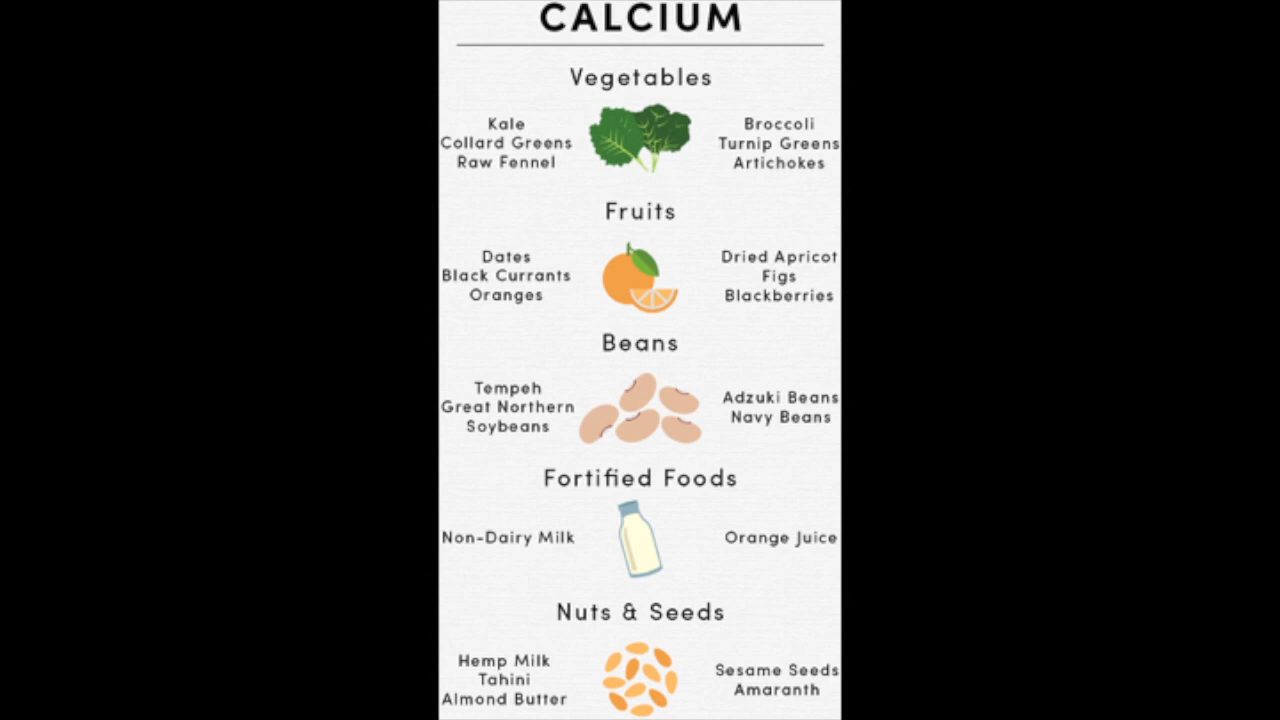 CALCIUM
Vegetables
Kale
Collard Greens
Raw Fennel
Broccoli
Turnip Greens
Artichokes
Fruits
Dates
Black Currants
Oranges
Dried Apricot
Figs
Blackberries
Beans
Tempeh
Great Northern
Soybeans
Adzuki Beans
Navy Beans
Fortified Foods
Non-Dairy Milk
Orange Juice
Nuts & Seeds
Hemp Milk
Tahini
Almond Butter
Sesame Seeds
Amaranth